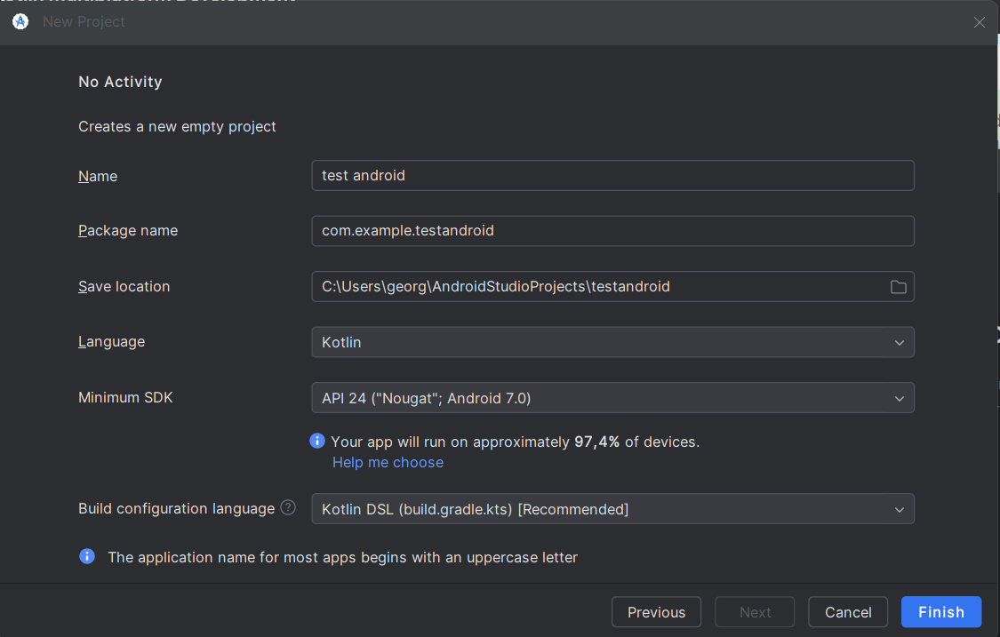 New Project
No Activity
Creates a new empty project
Name test android
Package name com.example.testandroid
Save location C:\Users\georg\AndroidStudioProjects\testandroid
Language Kotlin
Minimum SDK API 24 ("Nougat"; Android 7.0)
Your app will run on approximately 97,4% of devices.
Help me choose
Build configuration language ? Kotlin DSL (build.gradle.kts) [Recommended]
The application name for most apps begins with an uppercase letter
Previous Next Cancel Finish